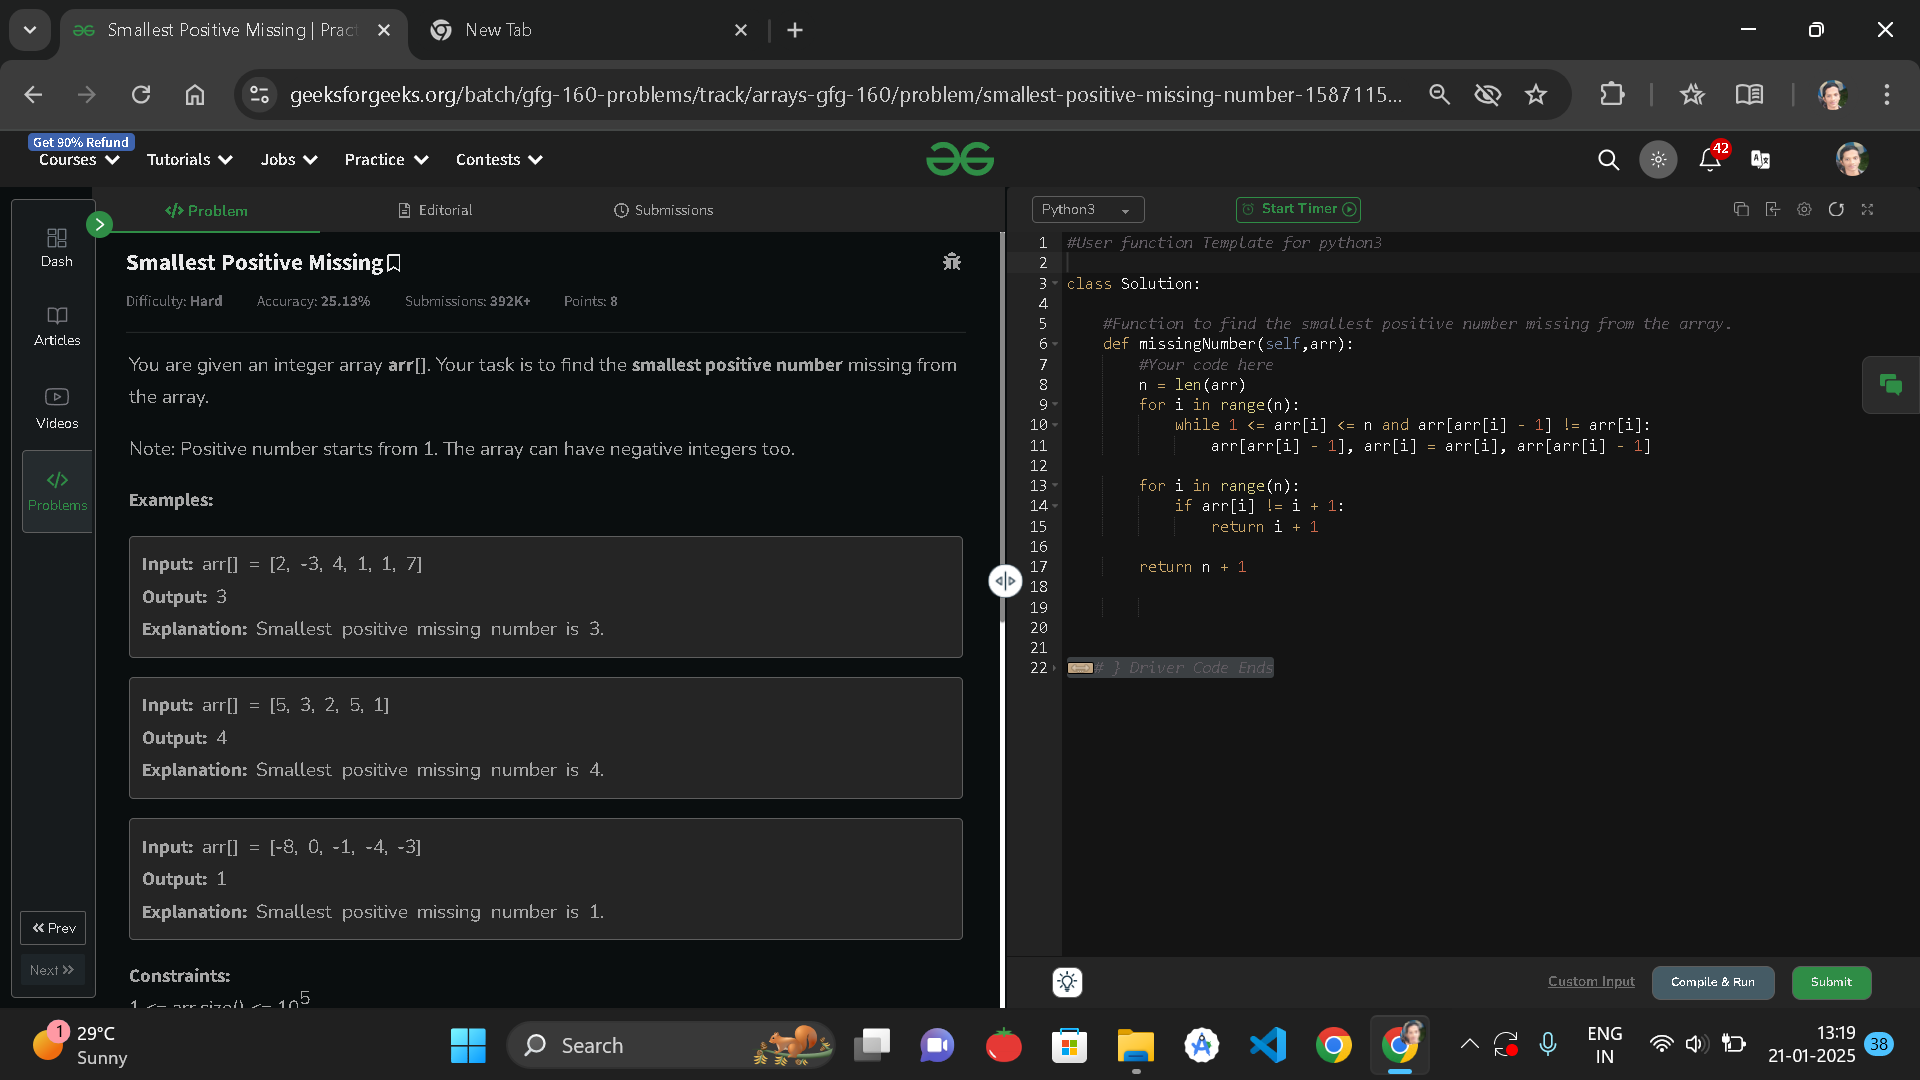 Smallest Positive Missing | Pract
New Tab
geeksforgeeks.org/batch/gfg-160-problems/track/arrays-gfg-160/problem/smallest-positive-missing-number-1587115...
Get 90% Refund
Courses
Tutorials
Jobs
Practice
Contests
42
Dash
Articles
Videos
</>
Problems
<< Prev
Next >>
</> Problem
Editorial
Submissions
Smallest Positive Missing
Difficulty: Hard
Accuracy: 25.13%
Submissions: 392K+
Points: 8
You are given an integer array arr[]. Your task is to find the smallest positive number missing from
the array.
Note: Positive number starts from 1. The array can have negative integers too.
Examples:
Input: arr[] = [2, -3, 4, 1, 1, 7]
Output: 3
Explanation: Smallest positive missing number is 3.
Input: arr[] = [5, 3, 2, 5, 1]
Output: 4
Explanation: Smallest positive missing number is 4.
Input: arr[] = [-8, 0, -1, -4, -3]
Output: 1
Explanation: Smallest positive missing number is 1.
Constraints:
1 <= arr.size() <= 10^5
Python3
Start Timer
1 #User function Template for python3
2
3 class Solution:
4
5     #Function to find the smallest positive number missing from the array.
6     def missingNumber(self,arr):
7         #Your code here
8         n = len(arr)
9         for i in range(n):
10             while 1 <= arr[i] <= n and arr[arr[i] - 1] != arr[i]:
11                 arr[arr[i] - 1], arr[i] = arr[i], arr[arr[i] - 1]
12
13         for i in range(n):
14             if arr[i] != i + 1:
15                 return i + 1
16
17         return n + 1
18
19
20
21
22 # } Driver Code Ends
Custom Input
Compile & Run
Submit
1
29°C
Sunny
Search
ENG
IN
13:19
21-01-2025
38